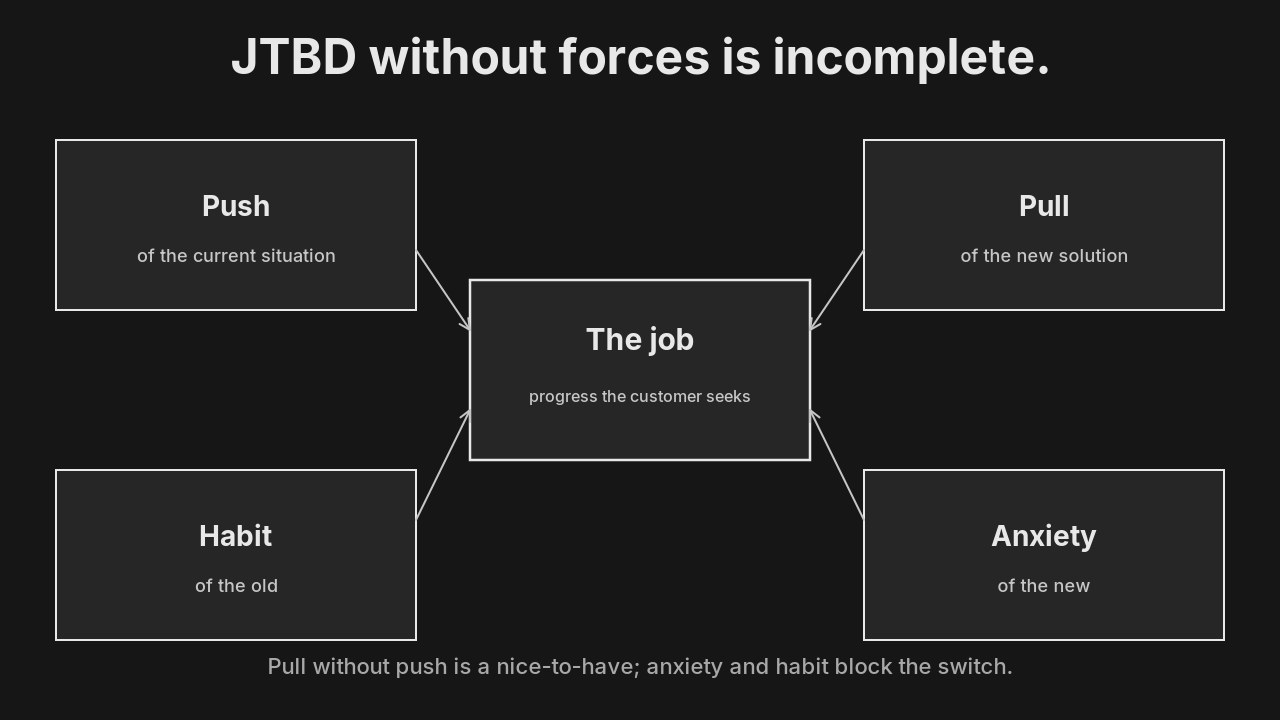 JTBD without forces is incomplete.
Push
of the current situation
Pull
of the new solution
The job
progress the customer seeks
Habit
of the old
Anxiety
of the new
Pull without push is a nice-to-have; anxiety and habit block the switch.